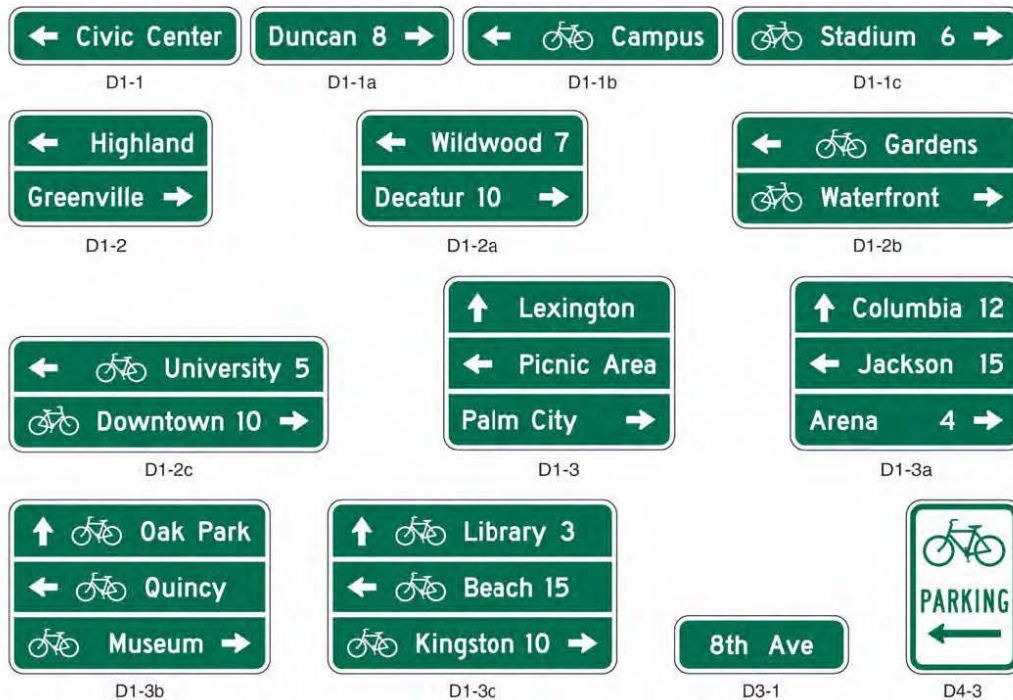 Civic Center
Duncan 8
Campus
Stadium 6
D1-1
D1-1a
D1-1b
D1-1c
Highland
Greenville
D1-2
Wildwood 7
Decatur 10
D1-2a
Gardens
Waterfront
D1-2b
University 5
Downtown 10
D1-2c
Lexington
Picnic Area
Palm City
D1-3
Columbia 12
Jackson 15
Arena 4
D1-3a
Oak Park
Quincy
Museum
D1-3b
Library 3
Beach 15
Kingston 10
D1-3c
8th Ave
D3-1
PARKING
D4-3